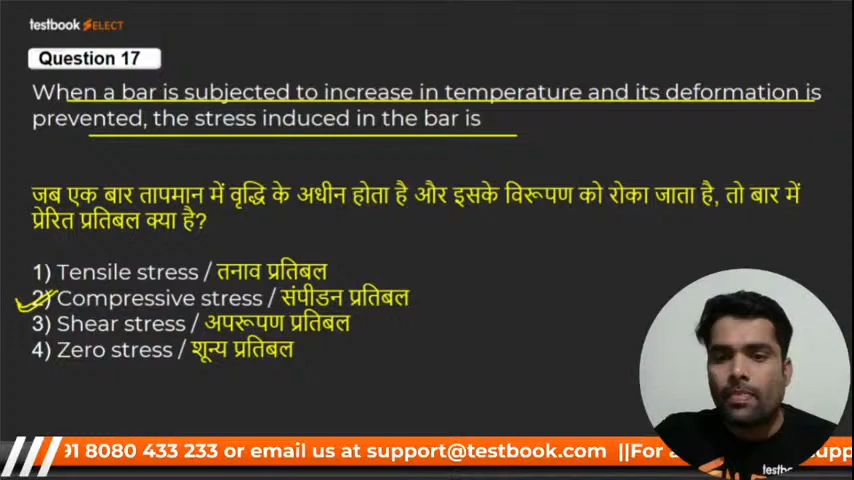 testbook SELECT
Question 17
When a bar is subjected to increase in temperature and its deformation is
prevented, the stress induced in the bar is
जब एक बार तापमान में वृद्धि के अधीन होता है और इसके विरूपण को रोका जाता है, तो बार में
प्रेरित प्रतिबल क्या है?
1) Tensile stress / तनाव प्रतिबल
2) Compressive stress / संपीडन प्रतिबल
3) Shear stress / अपरूपण प्रतिबल
4) Zero stress / शून्य प्रतिबल
91 8080 433 233 or email us at support@testbook.com ||For a